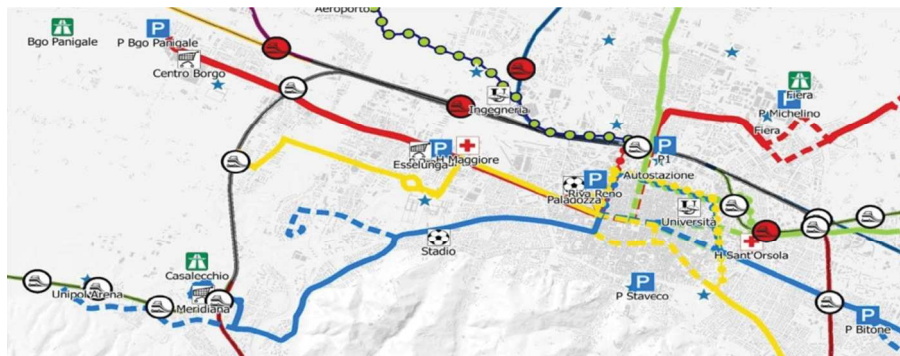 Aeroporto
Bgo Panigale
P Bgo Panigale
Centro Borgo
P
Ingegneria
U
Fiera
P
P Michelino
Fiera
Esselunga
P
H Maggiore
P
P1
Autostazione
P
Riva Reno
Paladozza
U
Università
Stadio
H Sant'Orsola
Casalecchio
Unipol Arena
Meridiana
P
P Staveco
P
P Bitone